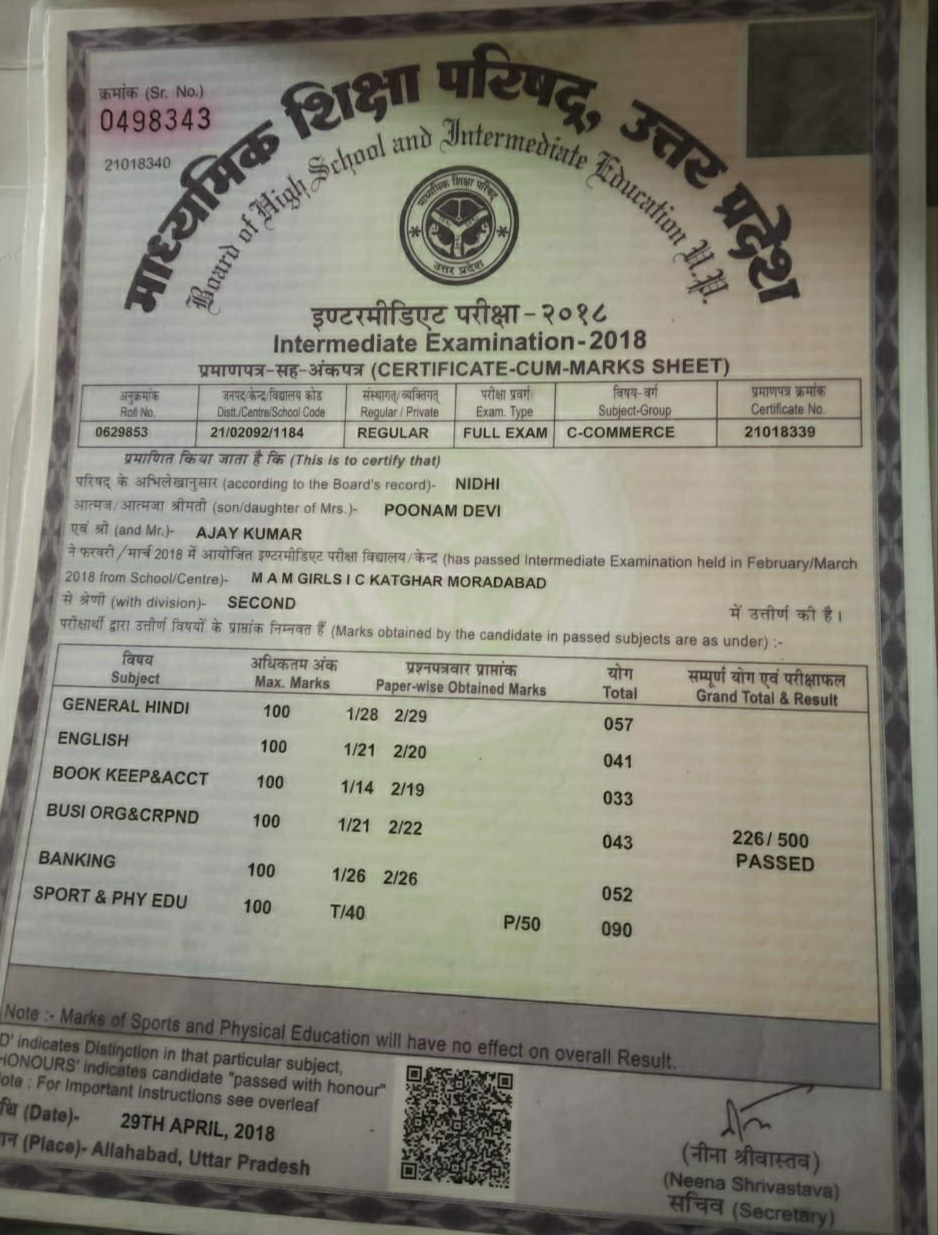 क्रमांक (Sr. No.)
0498343
21018340
माध्यमिक शिक्षा परिषद्, उत्तर प्रदेश
Board of High School and Intermediate Education U.P.
माध्यमिक शिक्षा परिषद
उत्तर प्रदेश
इण्टरमीडिएट परीक्षा - २०१८
Intermediate Examination-2018
प्रमाणपत्र-सह-अंकपत्र (CERTIFICATE-CUM-MARKS SHEET)
अनुक्रमांक जनपद/केन्द्र/विद्यालय कोड संस्थागत/व्यक्तिगत परीक्षा प्रवर्ग विषय-वर्ग प्रमाणपत्र क्रमांक
Roll No. Distt./Centre/School Code Regular / Private Exam. Type Subject-Group Certificate No.
0629853 21/02092/1184 REGULAR FULL EXAM C-COMMERCE 21018339
प्रमाणित किया जाता है कि (This is to certify that)
परिषद के अभिलेखानुसार (according to the Board's record)- NIDHI
आत्मज/आत्मजा श्रीमती (son/daughter of Mrs.)- POONAM DEVI
एवं श्री (and Mr.)- AJAY KUMAR
ने फरवरी/मार्च 2018 में आयोजित इण्टरमीडिएट परीक्षा विद्यालय/केन्द्र (has passed Intermediate Examination held in February/March
2018 from School/Centre)- M A M GIRLS I C KATGHAR MORADABAD
से श्रेणी (with division)- SECOND में उत्तीर्ण की है।
परीक्षार्थी द्वारा उत्तीर्ण विषयों के प्राप्तांक निम्नवत हैं (Marks obtained by the candidate in passed subjects are as under) :-
विषय अधिकतम अंक प्रश्नपत्रवार प्राप्तांक योग सम्पूर्ण योग एवं परीक्षाफल
Subject Max. Marks Paper-wise Obtained Marks Total Grand Total & Result
GENERAL HINDI 100 1/28 2/29 057
ENGLISH 100 1/21 2/20 041
BOOK KEEP&ACCT 100 1/14 2/19 033
BUSI ORG&CRPND 100 1/21 2/22 043 226/ 500
PASSED
BANKING 100 1/26 2/26 052
SPORT & PHY EDU 100 T/40 P/50 090
Note :- Marks of Sports and Physical Education will have no effect on overall Result.
D' indicates Distinction in that particular subject,
HONOURS' indicates candidate "passed with honour"
ote : For Important Instructions see overleaf
थि (Date)- 29TH APRIL, 2018
ान (Place)- Allahabad, Uttar Pradesh
(नीना श्रीवास्तव)
(Neena Shrivastava)
सचिव (Secretary)